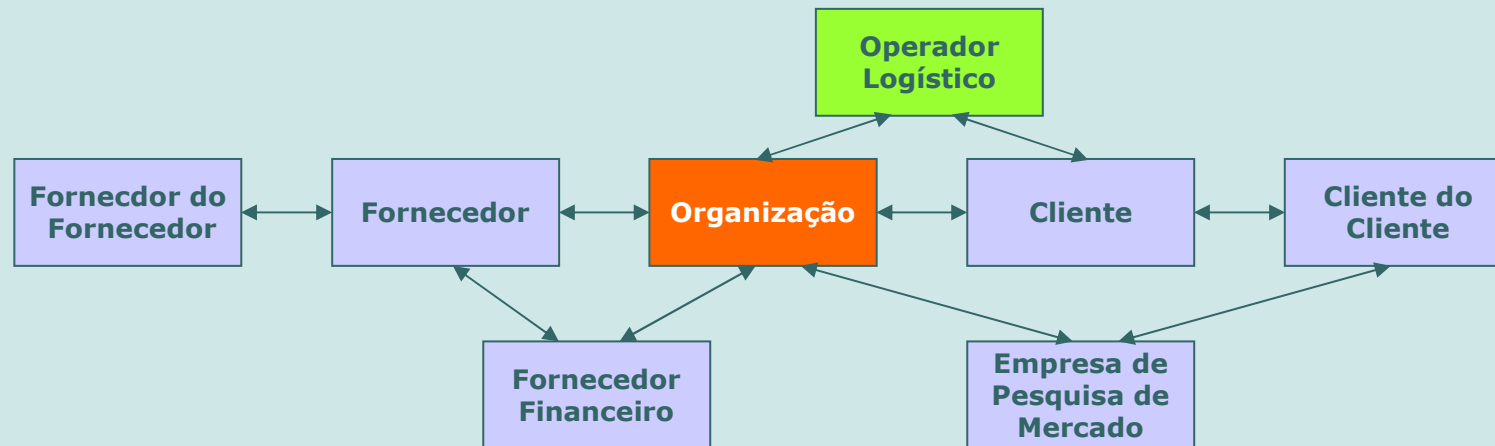 Operador
Logístico
Fornecdor do
Fornecedor
Fornecedor
Organização
Cliente
Cliente do
Cliente
Fornecedor
Financeiro
Empresa de
Pesquisa de
Mercado